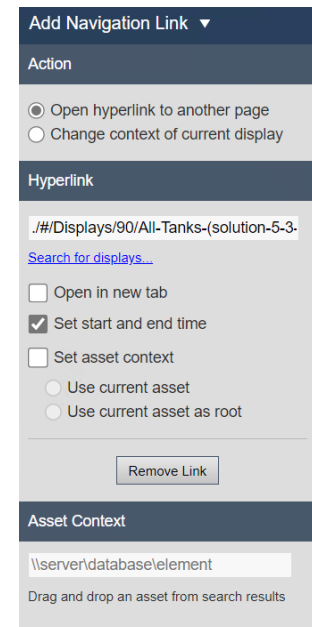 Add Navigation Link ▼
Action
Open hyperlink to another page
Change context of current display
Hyperlink
./#/Displays/90/All-Tanks-(solution-5-3-
Search for displays...
Open in new tab
Set start and end time
Set asset context
Use current asset
Use current asset as root
Remove Link
Asset Context
\\server\database\element
Drag and drop an asset from search results